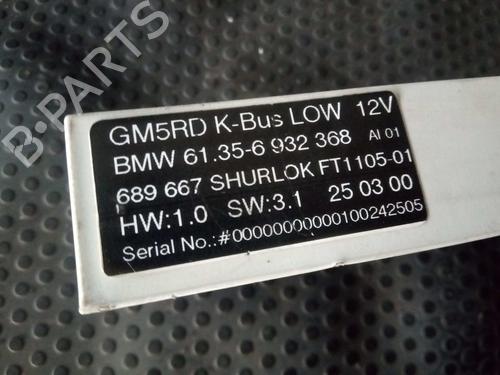 B-PARTS
GM5RD K-Bus LOW 12V
BMW 61.35-6 932 368 AI 01
689 667 SHURLOK FT1105-01
HW:1.0 SW:3.1 25 03 00
Serial No.:#00000000000100242505